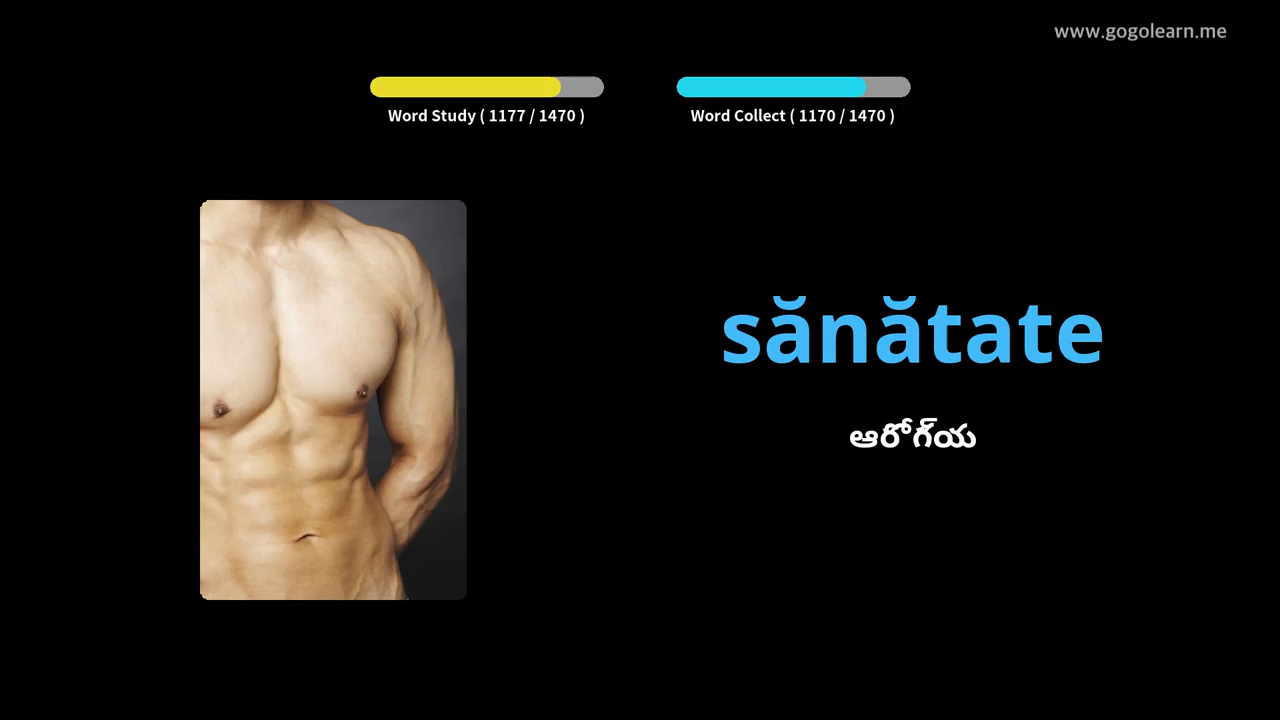 www.gogolearn.me
Word Study ( 1177 / 1470 )
Word Collect ( 1170 / 1470 )
sănătate
ఆరోగ్య